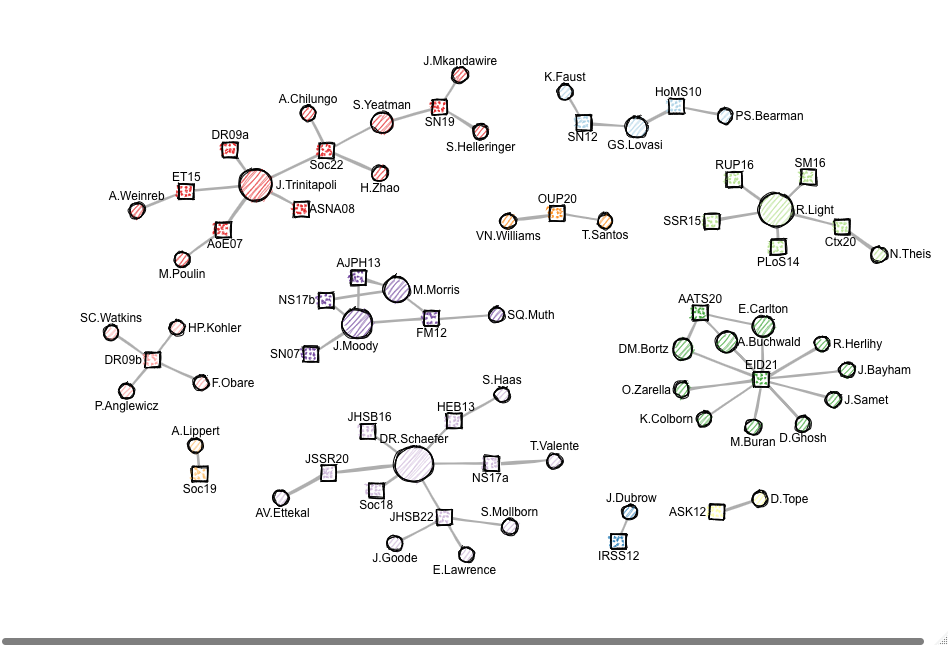 J.Mkandawire
K.Faust
A.Chilungo
S.Yeatman
HoMS10
SN19
PS.Bearman
DR09a
SN12
S.Helleringer
GS.Lovasi
Soc22
RUP16
SM16
ET15
J.Trinitapoli
H.Zhao
A.Weinreb
OUP20
ASNA08
R.Light
SSR15
AoE07
VN.Williams
T.Santos
Ctx20
N.Theis
PLoS14
M.Poulin
AJPH13
M.Morris
NS17b
AATS20
E.Carlton
SQ.Muth
SC.Watkins
HP.Kohler
FM12
J.Moody
A.Buchwald
R.Herlihy
DM.Bortz
SN07
DR09b
EID21
J.Bayham
F.Obare
S.Haas
O.Zarella
J.Samet
P.Anglewicz
HEB13
JHSB16
K.Colborn
A.Lippert
DR.Schaefer
M.Buran
D.Ghosh
T.Valente
JSSR20
NS17a
Soc19
Soc18
J.Dubrow
D.Tope
AV.Ettekal
S.Mollborn
ASK12
JHSB22
J.Goode
IRSS12
E.Lawrence